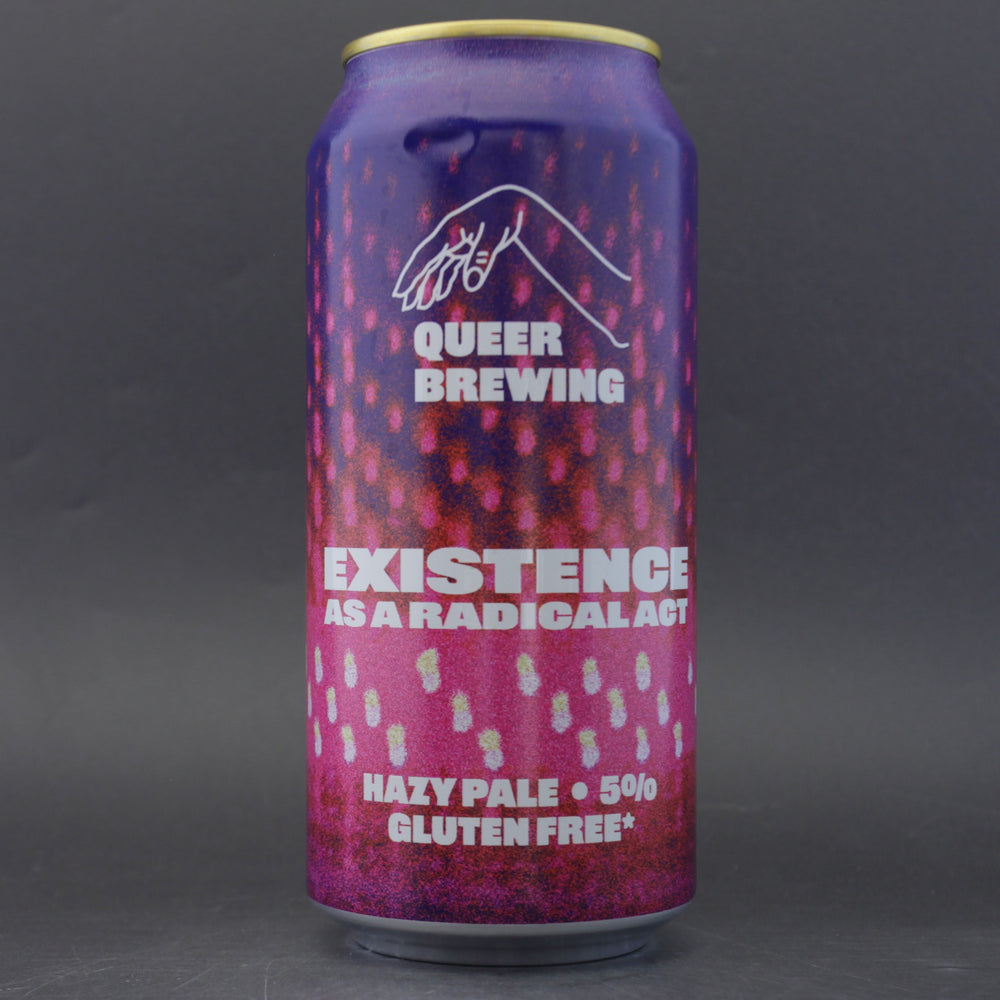 QUEER
BREWING
EXISTENCE
AS A RADICAL ACT
HAZY PALE • 5%
GLUTEN FREE*